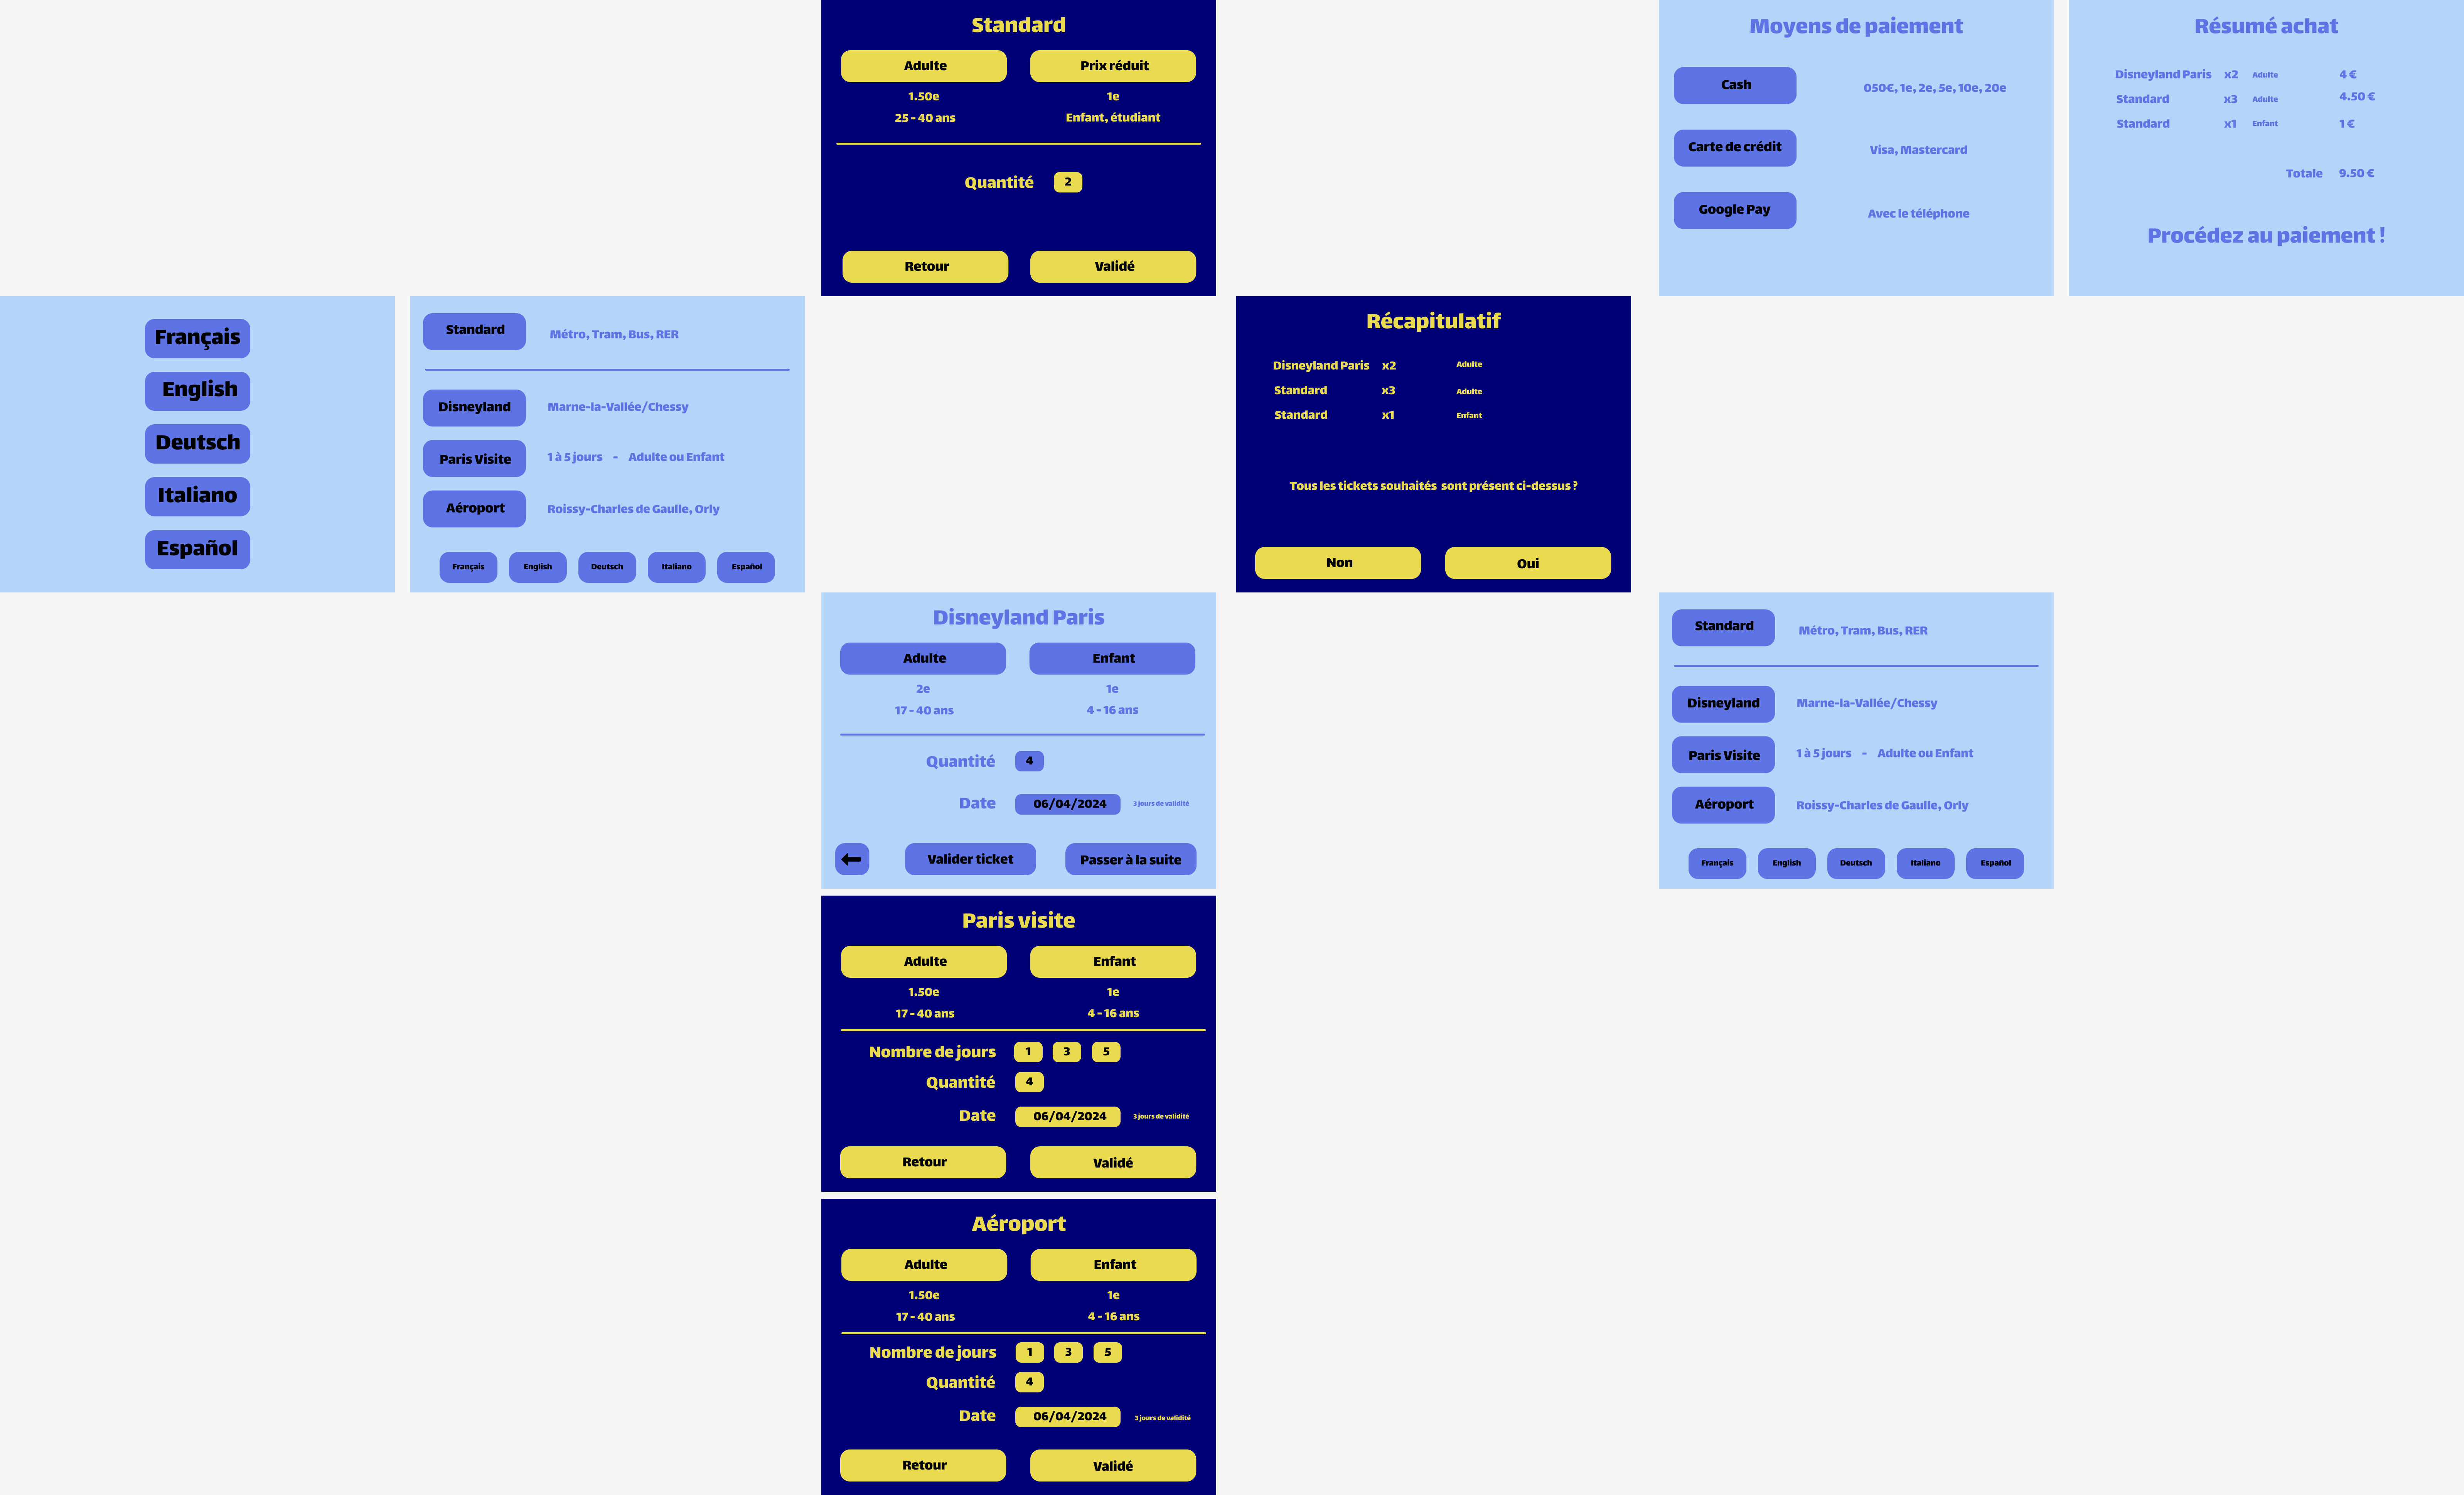 Standard
Adulte Prix réduit
1.50e 1e
25 - 40 ans Enfant, étudiant
Quantité 2
Retour Validé
Moyens de paiement
Cash 050€, 1e, 2e, 5e, 10e, 20e
Carte de crédit Visa, Mastercard
Google Pay Avec le téléphone
Résumé achat
Disneyland Paris x2 Adulte 4 €
Standard x3 Adulte 4.50 €
Standard x1 Enfant 1 €
Totale 9.50 €
Procédez au paiement !
Français
English
Deutsch
Italiano
Español
Standard Métro, Tram, Bus, RER
Disneyland Marne-la-Vallée/Chessy
Paris Visite 1 à 5 jours - Adulte ou Enfant
Aéroport Roissy-Charles de Gaulle, Orly
Français English Deutsch Italiano Español
Récapitulatif
Disneyland Paris x2 Adulte
Standard x3 Adulte
Standard x1 Enfant
Tous les tickets souhaités sont présent ci-dessus ?
Non Oui
Disneyland Paris
Adulte Enfant
2e 1e
17 - 40 ans 4 - 16 ans
Quantité 4
Date 06/04/2024 3 jours de validité
Valider ticket Passer à la suite
Standard Métro, Tram, Bus, RER
Disneyland Marne-la-Vallée/Chessy
Paris Visite 1 à 5 jours - Adulte ou Enfant
Aéroport Roissy-Charles de Gaulle, Orly
Français English Deutsch Italiano Español
Paris visite
Adulte Enfant
1.50e 1e
17 - 40 ans 4 - 16 ans
Nombre de jours 1 3 5
Quantité 4
Date 06/04/2024 3 jours de validité
Retour Validé
Aéroport
Adulte Enfant
1.50e 1e
17 - 40 ans 4 - 16 ans
Nombre de jours 1 3 5
Quantité 4
Date 06/04/2024 3 jours de validité
Retour Validé